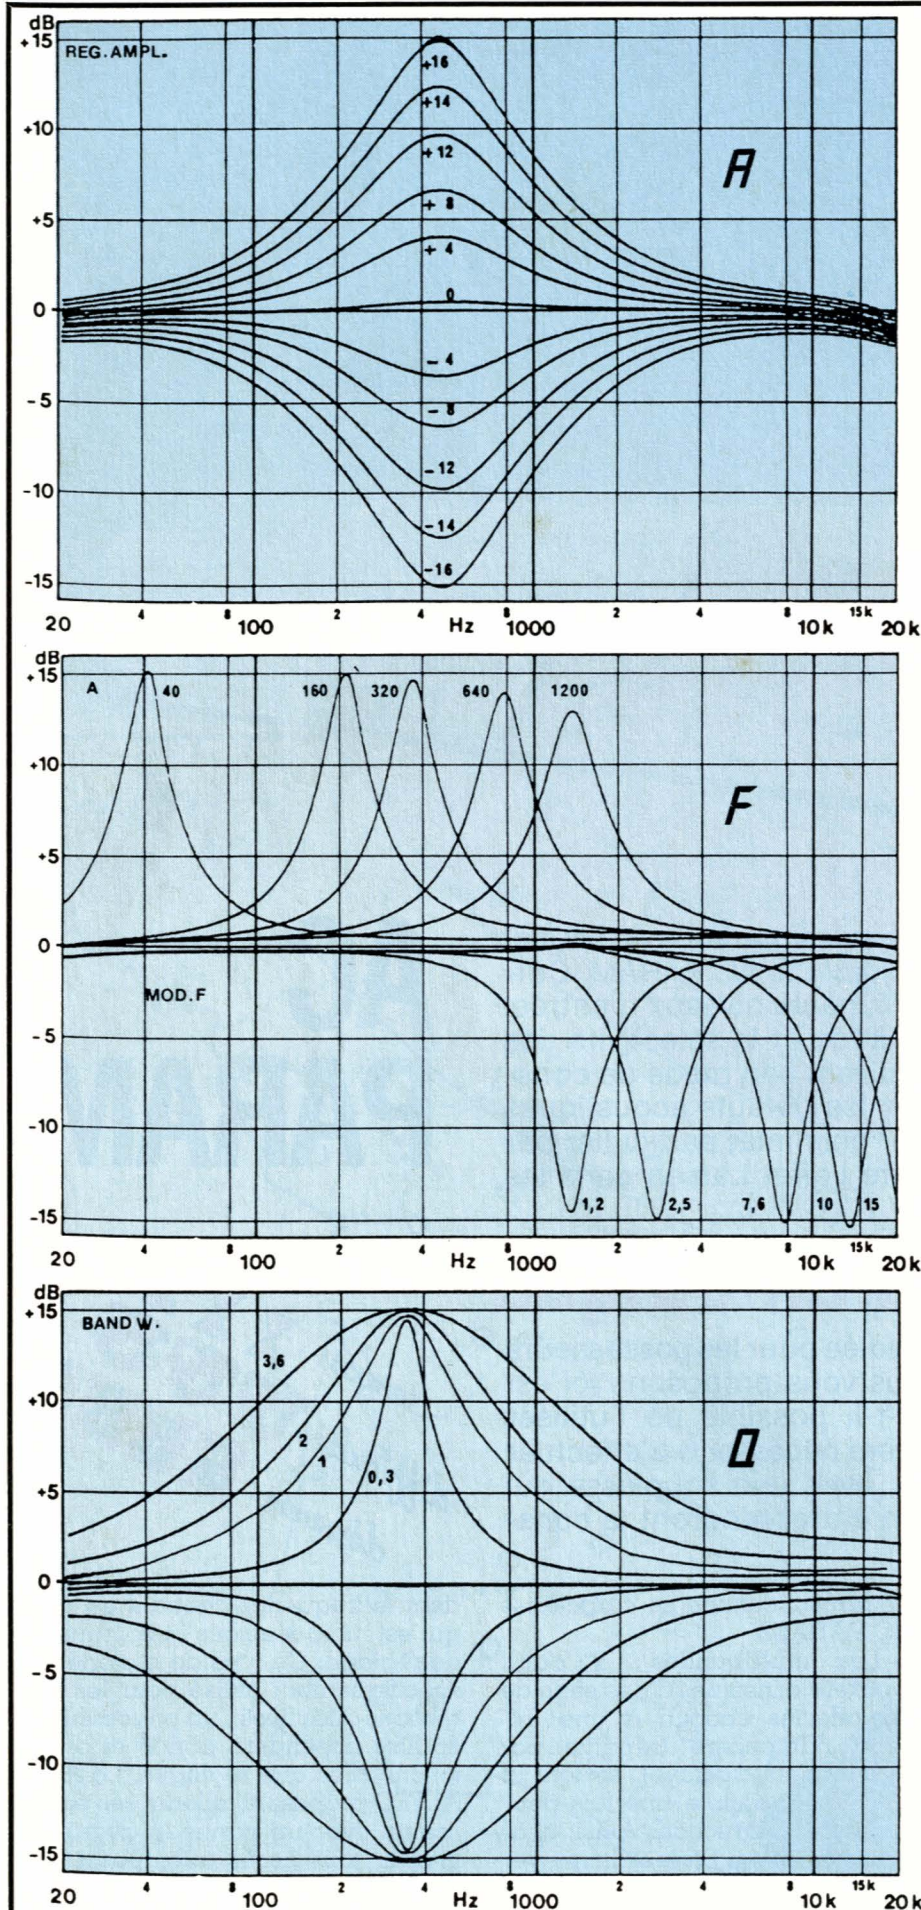 dB
+15
REG.AMPL.
+16
+14
+10
+12
A
+5
+ 8
+ 4
0
0
- 4
-5
- 8
-12
-10
-14
-16
-15
4 8 2 4 8 2 4 8 15k
20 100 Hz 1000 10k 20k
dB
+15
A 40 160 320 640 1200
+10
F
+5
0
MOD.F
-5
-10
-15
1,2 2,5 7,6 10 15
4 8 2 4 8 2 4 8 15k
20 100 Hz 1000 10k 20k
dB
+15
BAND W.
3,6
+10
2
1
0,3
Q
+5
0
-5
-10
-15
4 8 2 4 8 2 4 8 15k
20 100 Hz 1000 10k 20k